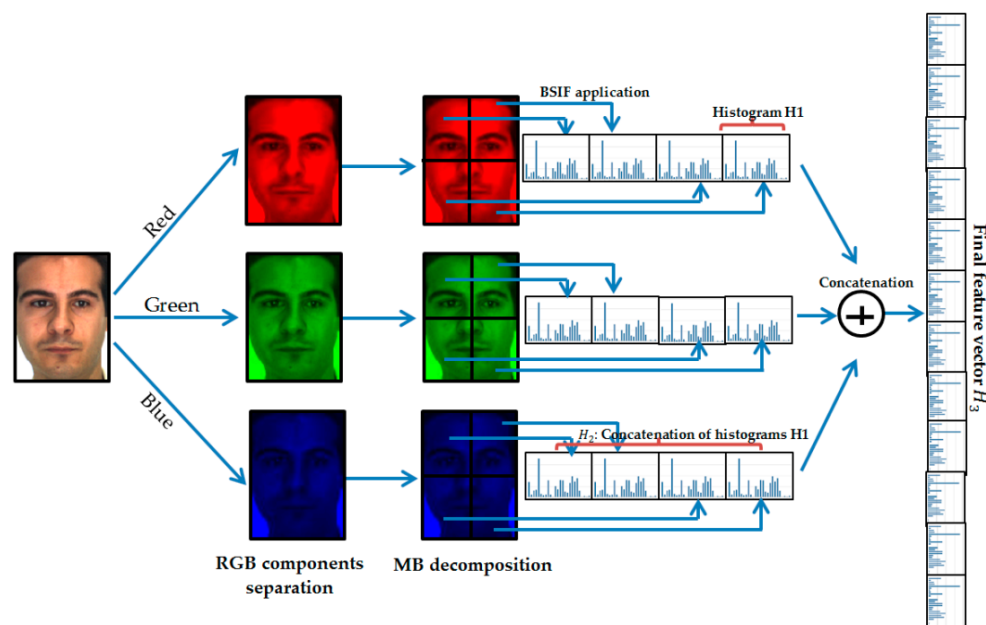 BSIF application
Histogram H1
Red
Green
Concatenation
Blue
H₂: Concatenation of histograms H1
RGB components
separation
MB decomposition
Final feature vector H₃